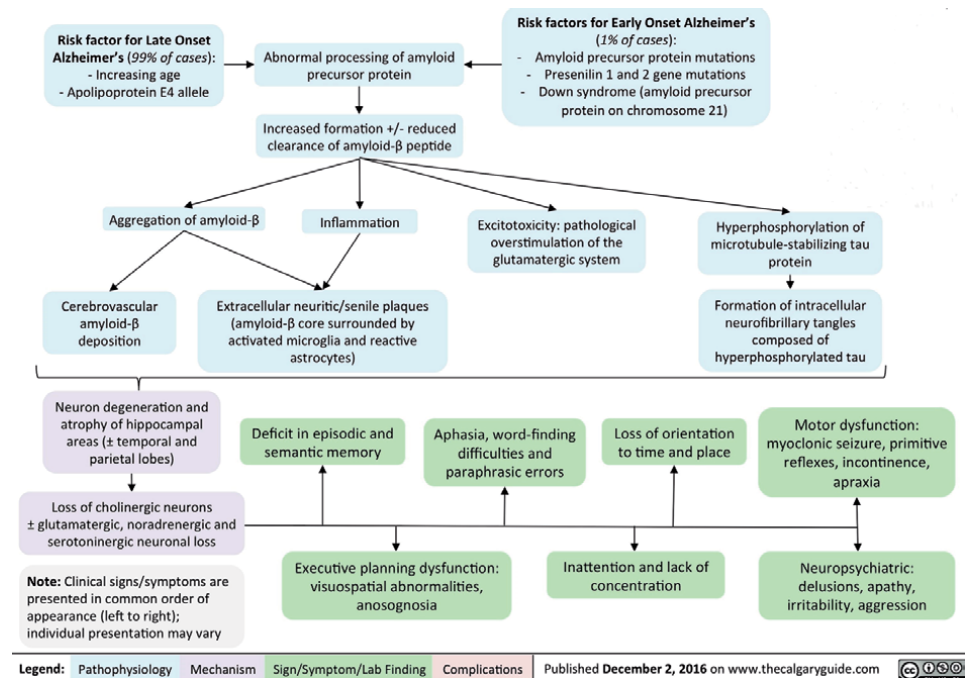 Risk factor for Late Onset
Alzheimer's (99% of cases):
- Increasing age
- Apolipoprotein E4 allele
Abnormal processing of amyloid
precursor protein
Risk factors for Early Onset Alzheimer's
(1% of cases):
- Amyloid precursor protein mutations
- Presenilin 1 and 2 gene mutations
- Down syndrome (amyloid precursor
protein on chromosome 21)
Increased formation +/- reduced
clearance of amyloid-β peptide
Aggregation of amyloid-β
Inflammation
Excitotoxicity: pathological
overstimulation of the
glutamatergic system
Hyperphosphorylation of
microtubule-stabilizing tau
protein
Cerebrovascular
amyloid-β
deposition
Extracellular neuritic/senile plaques
(amyloid-β core surrounded by
activated microglia and reactive
astrocytes)
Formation of intracellular
neurofibrillary tangles
composed of
hyperphosphorylated tau
Neuron degeneration and
atrophy of hippocampal
areas (± temporal and
parietal lobes)
Deficit in episodic and
semantic memory
Aphasia, word-finding
difficulties and
paraphrasic errors
Loss of orientation
to time and place
Motor dysfunction:
myoclonic seizure, primitive
reflexes, incontinence,
apraxia
Loss of cholinergic neurons
± glutamatergic, noradrenergic and
serotoninergic neuronal loss
Executive planning dysfunction:
visuospatial abnormalities,
anosognosia
Inattention and lack of
concentration
Neuropsychiatric:
delusions, apathy,
irritability, aggression
Note: Clinical signs/symptoms are
presented in common order of
appearance (left to right);
individual presentation may vary
Legend: Pathophysiology Mechanism Sign/Symptom/Lab Finding Complications Published December 2, 2016 on www.thecalgaryguide.com